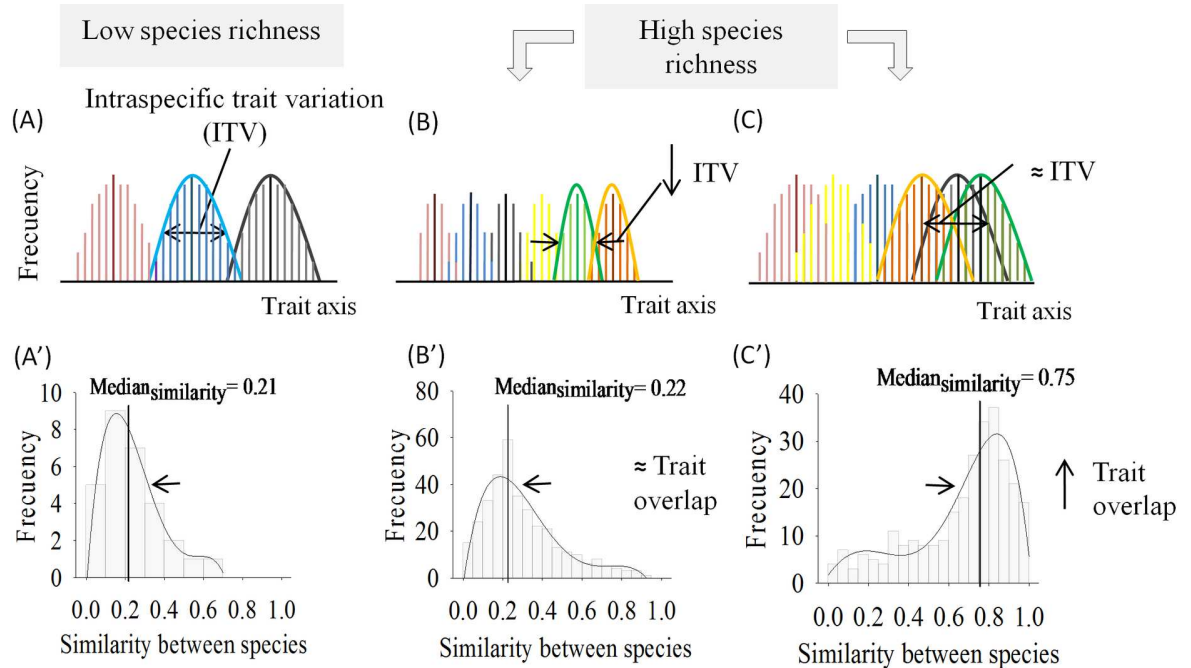 Low species richness
High species
richness
Intraspecific trait variation
(ITV)
(A)
Frecuency
Trait axis
(B)
ITV
Trait axis
(C)
≈ ITV
Trait axis
(A')
Median similarity = 0.21
Frecuency
10
8
6
4
2
0
0.0 0.2 0.4 0.6 0.8 1.0
Similarity between species
(B')
Median similarity = 0.22
Frecuency
80
60
40
20
0
≈ Trait
overlap
0.0 0.2 0.4 0.6 0.8 1.0
Similarity between species
(C')
Median similarity = 0.75
Frecuency
40
30
20
10
0
Trait
overlap
0.0 0.2 0.4 0.6 0.8 1.0
Similarity between species